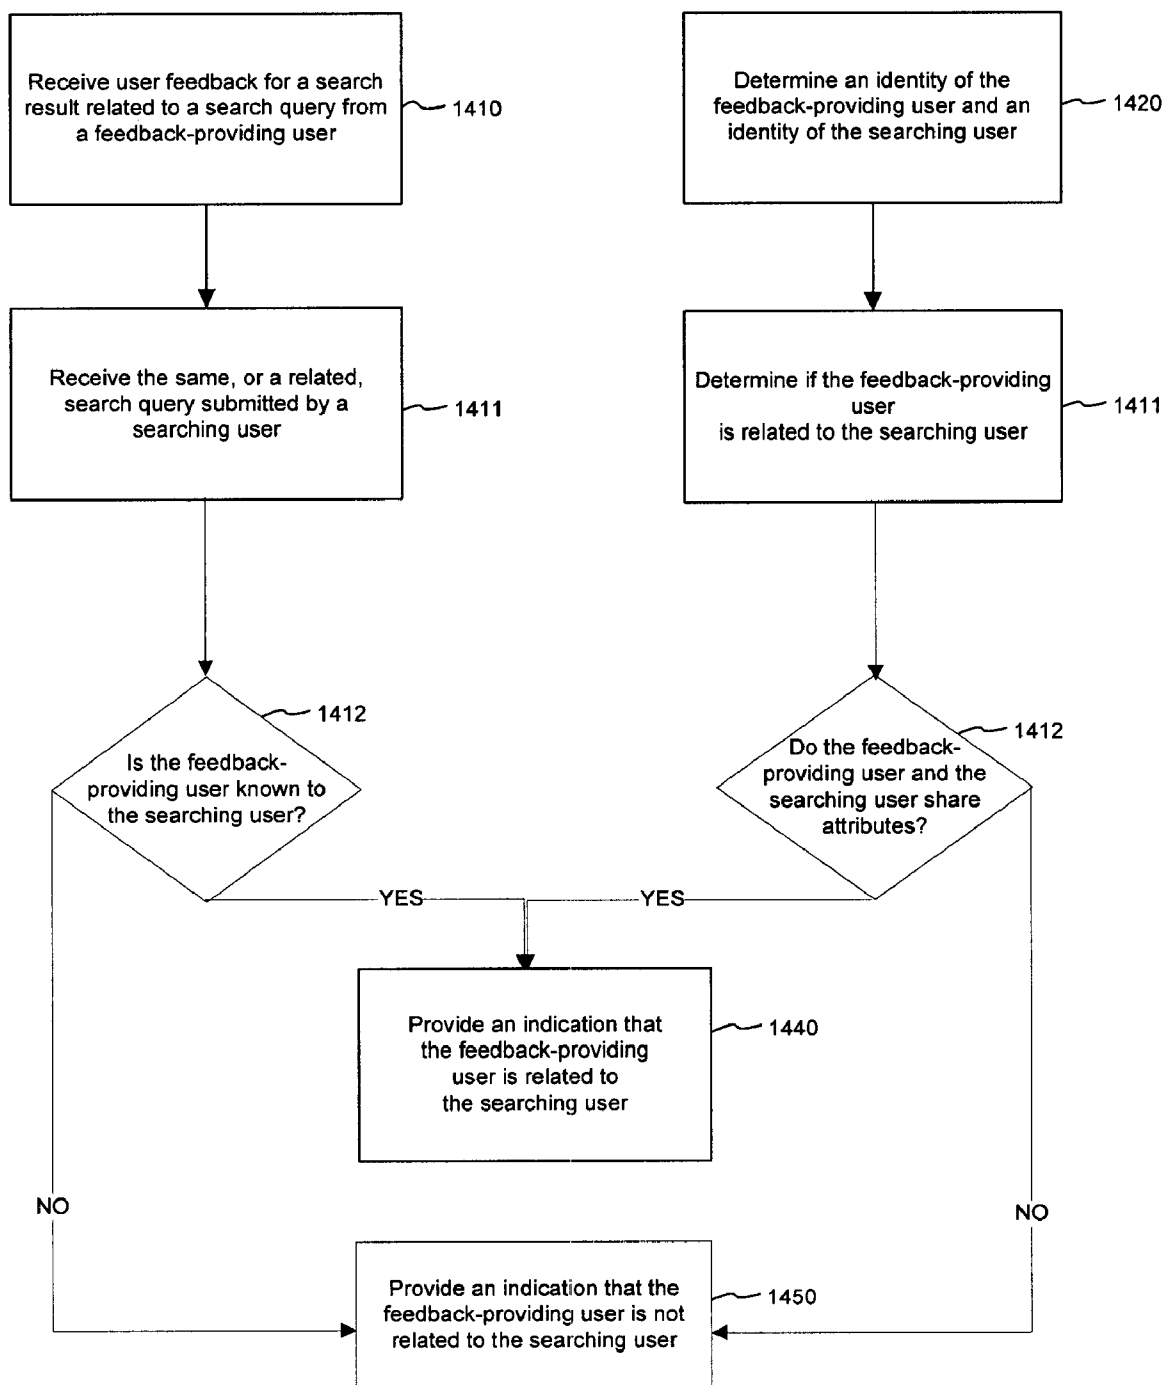 Receive user feedback for a search
result related to a search query from
a feedback-providing user
1410
Determine an identity of the
feedback-providing user and an
identity of the searching user
1420
Receive the same, or a related,
search query submitted by a
searching user
1411
Determine if the feedback-providing
user
is related to the searching user
1411
1412
Is the feedback-
providing user known to
the searching user?
1412
Do the feedback-
providing user and the
searching user share
attributes?
YES
YES
Provide an indication that
the feedback-providing
user is related to
the searching user
1440
NO
NO
Provide an indication that the
feedback-providing user is not
related to the searching user
1450